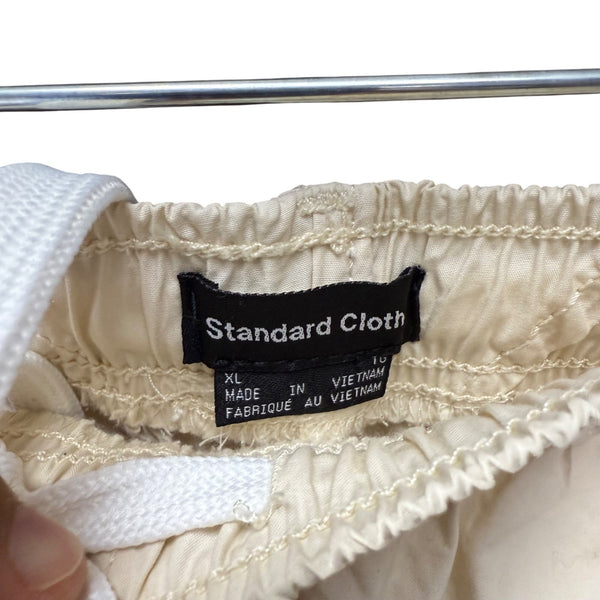 Standard Cloth
XL
MADE IN VIETNAM
FABRIQUÉ AU VIETNAM